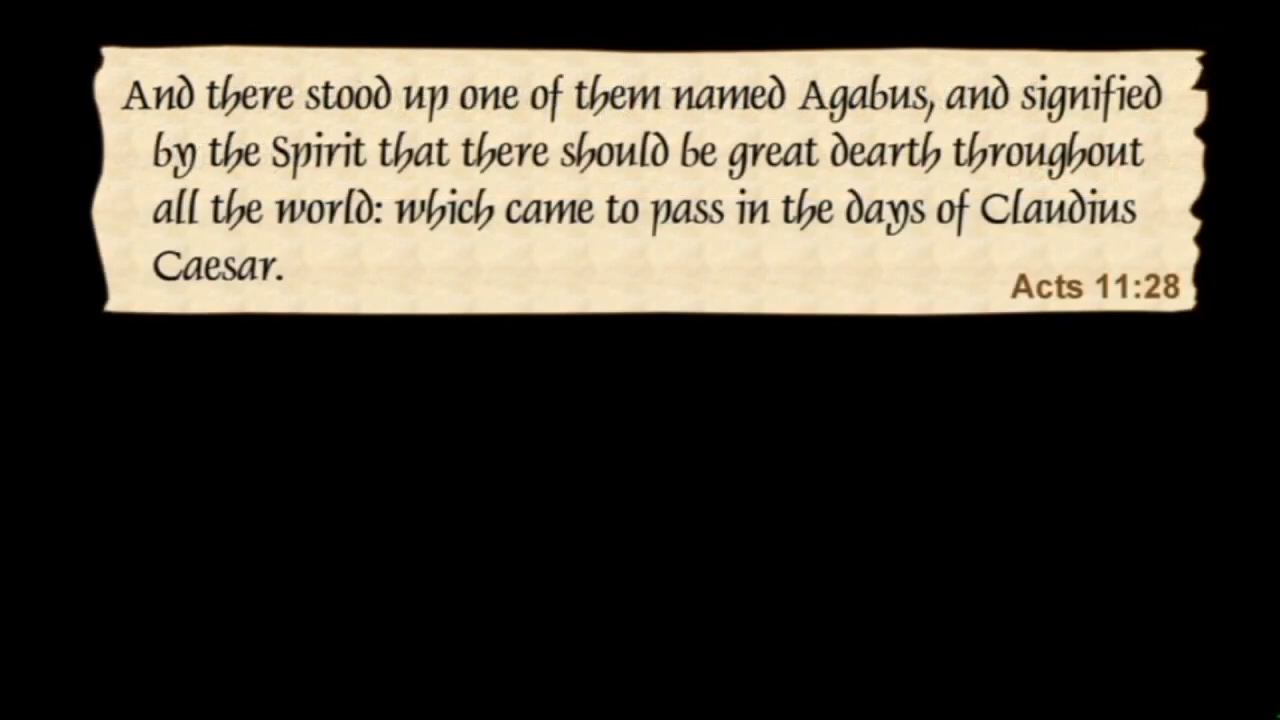 And there stood up one of them named Agabus, and signified
by the Spirit that there should be great dearth throughout
all the world: which came to pass in the days of Claudius
Caesar.
Acts 11:28